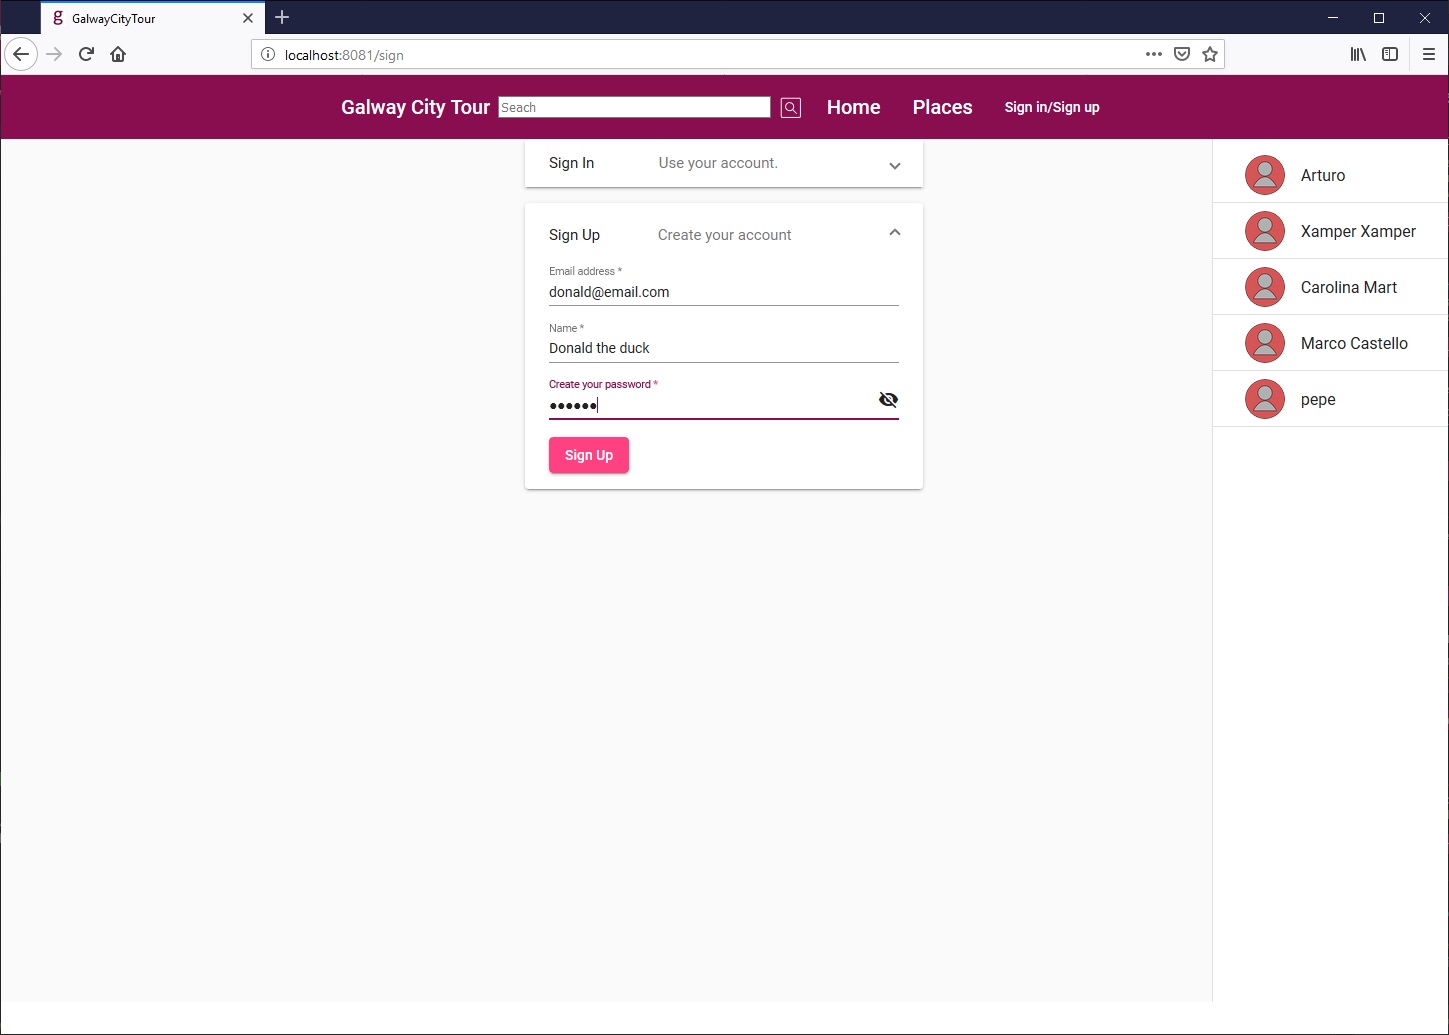 g GalwayCityTour
localhost:8081/sign
Galway City Tour Seach Home Places Sign in/Sign up
Sign In Use your account.
Sign Up Create your account
Email address *
donald@email.com
Name *
Donald the duck
Create your password *
●●●●●●
Sign Up
Arturo
Xamper Xamper
Carolina Mart
Marco Castello
pepe